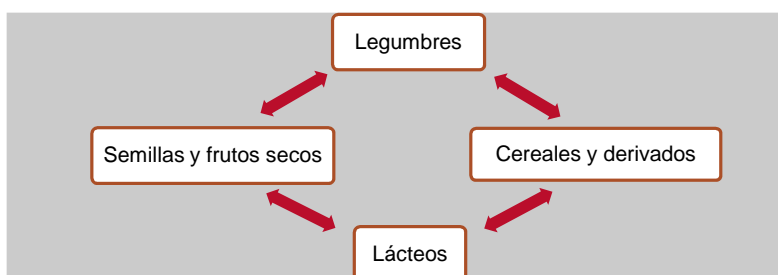 Legumbres
Semillas y frutos secos
Cereales y derivados
Lácteos